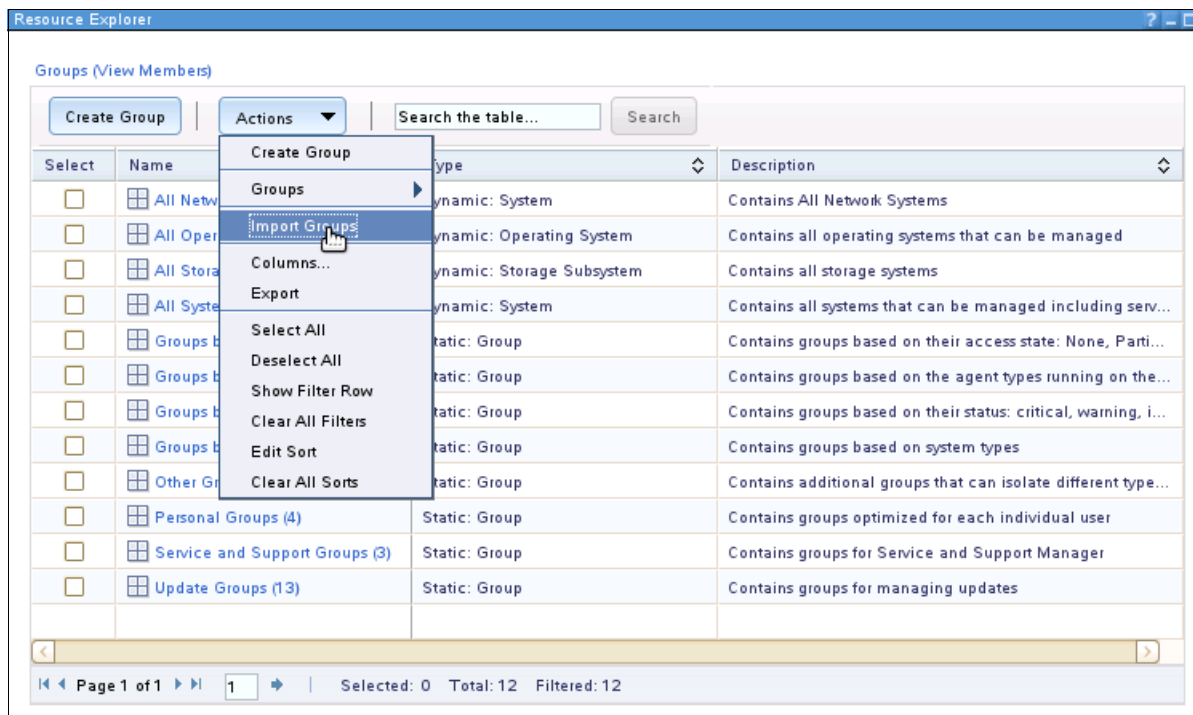 Resource Explorer ?
Groups (View Members)
Create Group Actions Search the table... Search
Select Name ype Description
All Netw ynamic: System Contains All Network Systems
All Oper ynamic: Operating System Contains all operating systems that can be managed
All Stora ynamic: Storage Subsystem Contains all storage systems
All Syste ynamic: System Contains all systems that can be managed including serv...
Groups b tatic: Group Contains groups based on their access state: None, Parti...
Groups b tatic: Group Contains groups based on the agent types running on the...
Groups b tatic: Group Contains groups based on their status: critical, warning, i...
Groups b tatic: Group Contains groups based on system types
Other Gr tatic: Group Contains additional groups that can isolate different type...
Personal Groups (4) Static: Group Contains groups optimized for each individual user
Service and Support Groups (3) Static: Group Contains groups for Service and Support Manager
Update Groups (13) Static: Group Contains groups for managing updates
Create Group
Groups
Import Groups
Columns...
Export
Select All
Deselect All
Show Filter Row
Clear All Filters
Edit Sort
Clear All Sorts
Page 1 of 1 1 Selected: 0 Total: 12 Filtered: 12